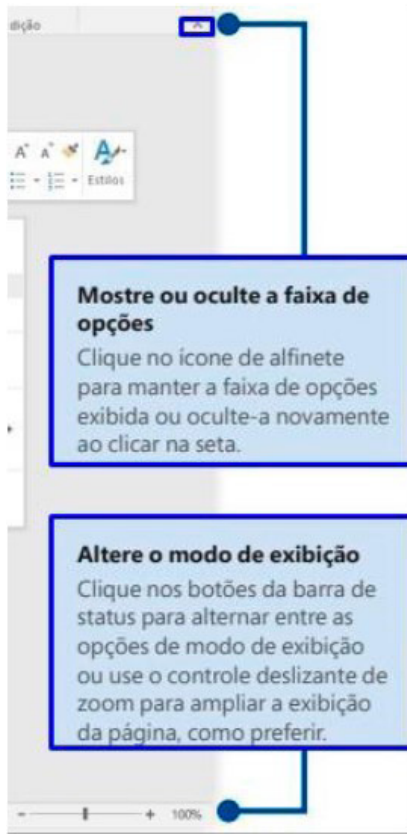 dição
A˄ A˅
Estilos
Mostre ou oculte a faixa de
opções
Clique no ícone de alfinete
para manter a faixa de opções
exibida ou oculte-a novamente
ao clicar na seta.
Altere o modo de exibição
Clique nos botões da barra de
status para alternar entre as
opções de modo de exibição
ou use o controle deslizante de
zoom para ampliar a exibição
da página, como preferir.
- + 100%